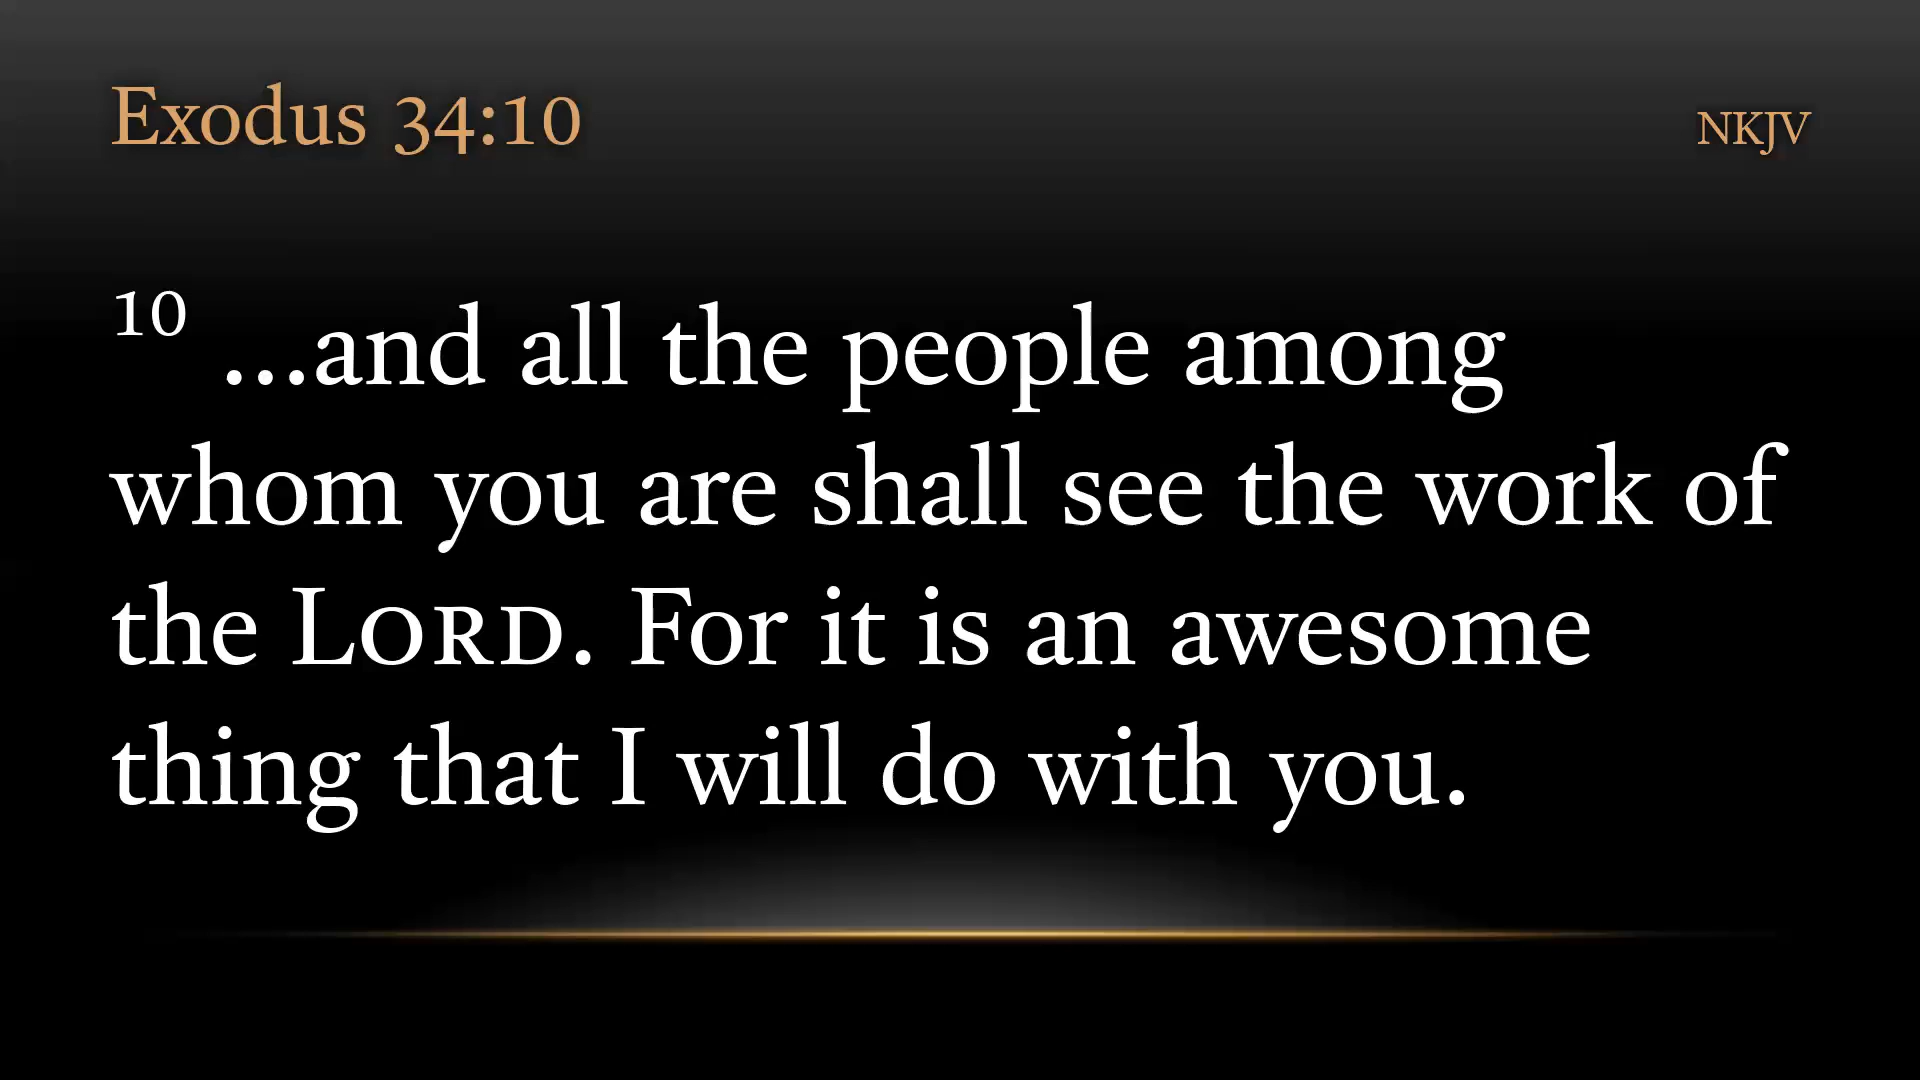 Exodus 34:10
NKJV
10 ...and all the people among
whom you are shall see the work of
the LORD. For it is an awesome
thing that I will do with you.